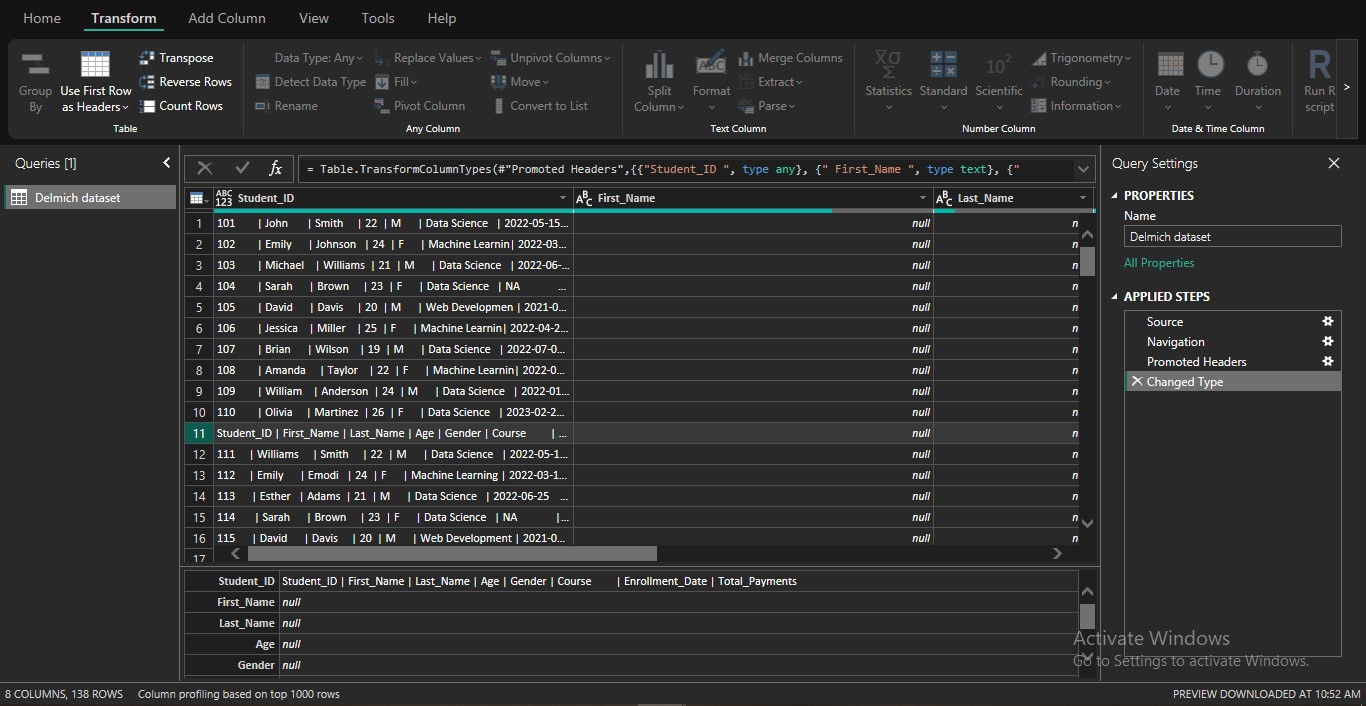 Home Transform Add Column View Tools Help
Group By
Use First Row as Headers
Transpose
Reverse Rows
Count Rows
Table
Data Type: Any
Detect Data Type
Rename
Replace Values
Fill
Pivot Column
Unpivot Columns
Move
Convert to List
Any Column
Split Column
Format
Merge Columns
Extract
Parse
Text Column
Statistics
Standard
Scientific
Trigonometry
Rounding
Information
Number Column
Date
Time
Duration
Date & Time Column
Run R script
Queries [1]
Delmich dataset
fx = Table.TransformColumnTypes(#"Promoted Headers",{{"Student_ID ", type any}, {" First_Name ", type text}, {"
ABC 123 Student_ID ABC First_Name ABC Last_Name
1 101 | John | Smith | 22 | M | Data Science | 2022-05-15... null n
2 102 | Emily | Johnson | 24 | F | Machine Learnin| 2022-03... null n
3 103 | Michael | Williams | 21 | M | Data Science | 2022-06-... null n
4 104 | Sarah | Brown | 23 | F | Data Science | NA ... null n
5 105 | David | Davis | 20 | M | Web Developmen | 2021-0... null n
6 106 | Jessica | Miller | 25 | F | Machine Learnin| 2022-04-2... null n
7 107 | Brian | Wilson | 19 | M | Data Science | 2022-07-0... null n
8 108 | Amanda | Taylor | 22 | F | Machine Learnin| 2022-0... null n
9 109 | William | Anderson | 24 | M | Data Science | 2022-01... null n
10 110 | Olivia | Martinez | 26 | F | Data Science | 2023-02-2... null n
11 Student_ID | First_Name | Last_Name | Age | Gender | Course | ... null n
12 111 | Williams | Smith | 22 | M | Data Science | 2022-05-1... null n
13 112 | Emily | Emodi | 24 | F | Machine Learning | 2022-03-1... null n
14 113 | Esther | Adams | 21 | M | Data Science | 2022-06-25 ... null n
15 114 | Sarah | Brown | 23 | F | Data Science | NA |... null n
16 115 | David | Davis | 20 | M | Web Development | 2021-0... null n
17
Student_ID Student_ID | First_Name | Last_Name | Age | Gender | Course | Enrollment_Date | Total_Payments
First_Name null
Last_Name null
Age null
Gender null
Query Settings
PROPERTIES
Name
Delmich dataset
All Properties
APPLIED STEPS
Source
Navigation
Promoted Headers
Changed Type
Activate Windows
Go to Settings to activate Windows.
8 COLUMNS, 138 ROWS Column profiling based on top 1000 rows PREVIEW DOWNLOADED AT 10:52 AM